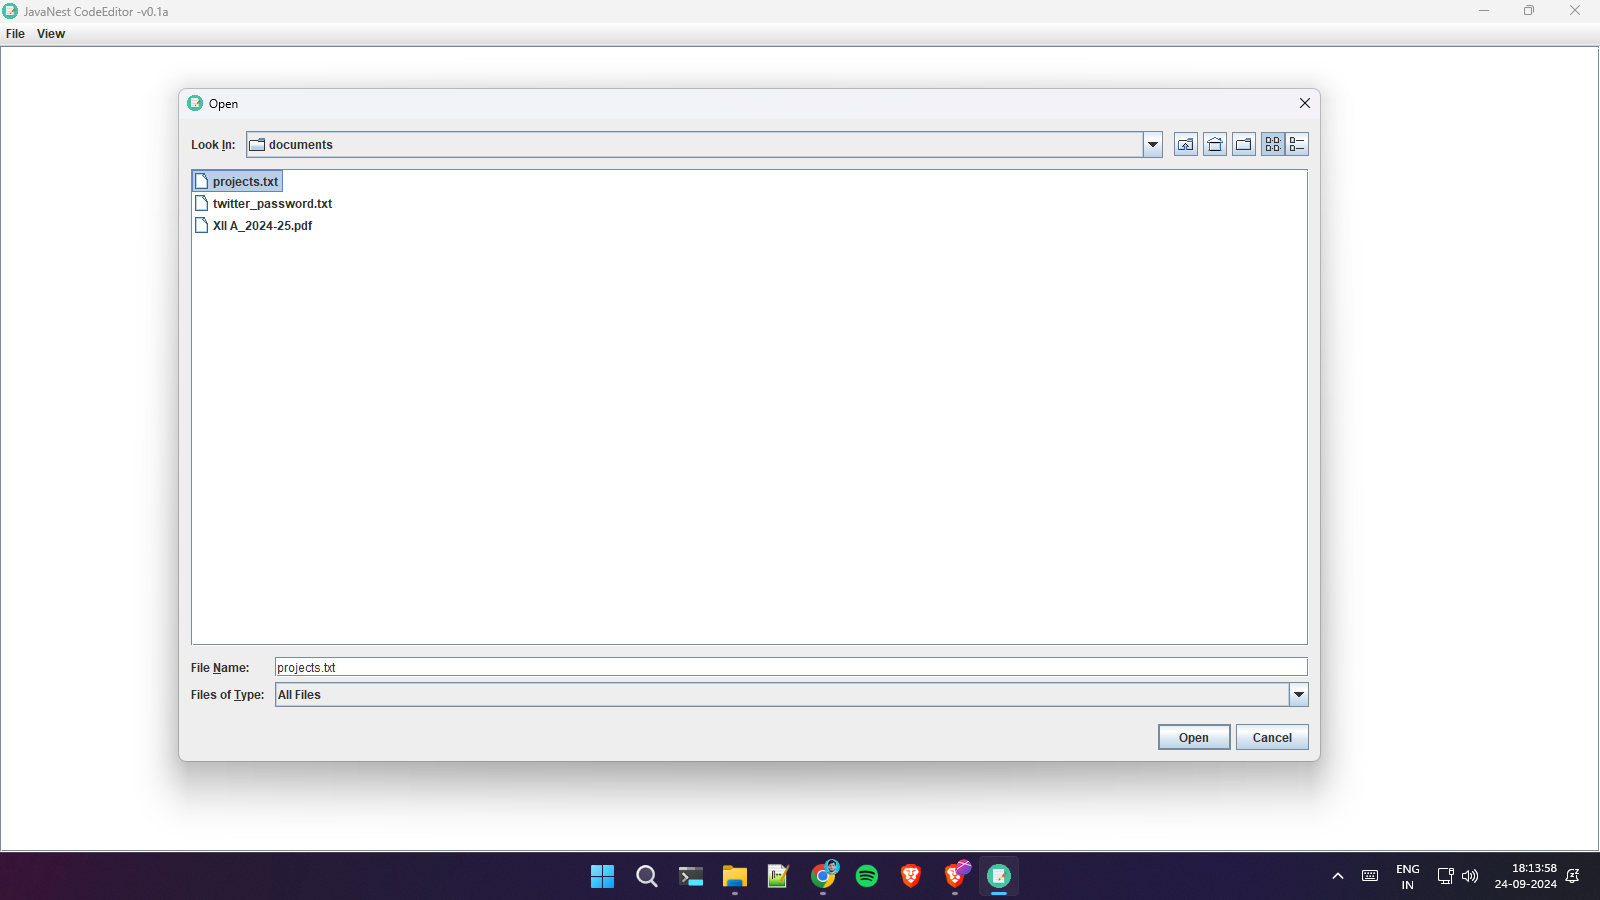 JavaNest CodeEditor -v0.1a
File View
Open
Look In: documents
projects.txt
twitter_password.txt
XII A_2024-25.pdf
File Name: projects.txt
Files of Type: All Files
Open Cancel
ENG
IN
18:13:58
24-09-2024